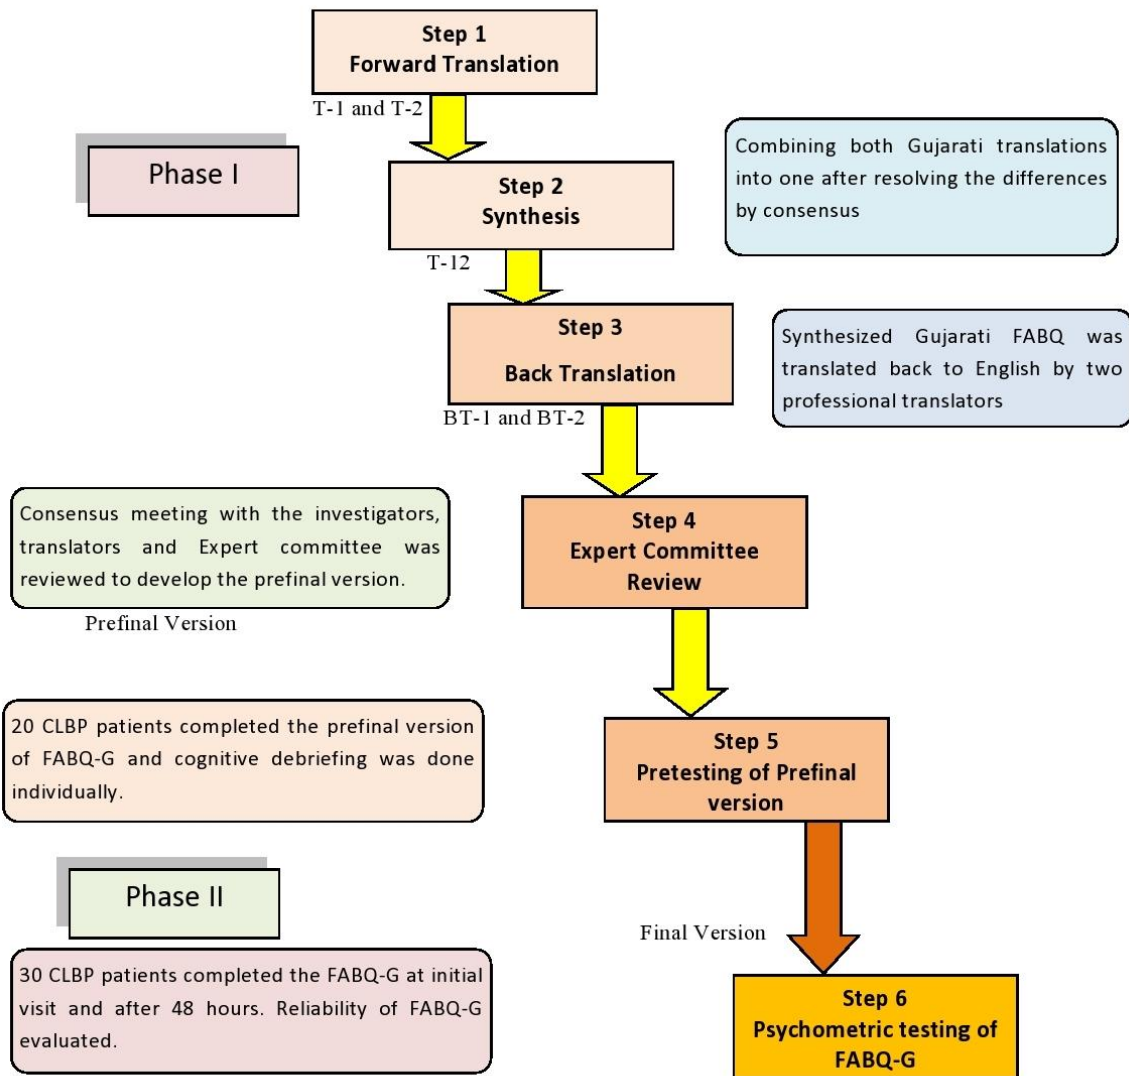 Step 1
Forward Translation
T-1 and T-2
Phase I
Step 2
Synthesis
Combining both Gujarati translations
into one after resolving the differences
by consensus
T-12
Step 3
Back Translation
Synthesized Gujarati FABQ was
translated back to English by two
professional translators
BT-1 and BT-2
Consensus meeting with the investigators,
translators and Expert committee was
reviewed to develop the prefinal version.
Step 4
Expert Committee
Review
Prefinal Version
20 CLBP patients completed the prefinal version
of FABQ-G and cognitive debriefing was done
individually.
Step 5
Pretesting of Prefinal
version
Phase II
Final Version
30 CLBP patients completed the FABQ-G at initial
visit and after 48 hours. Reliability of FABQ-G
evaluated.
Step 6
Psychometric testing of
FABQ-G